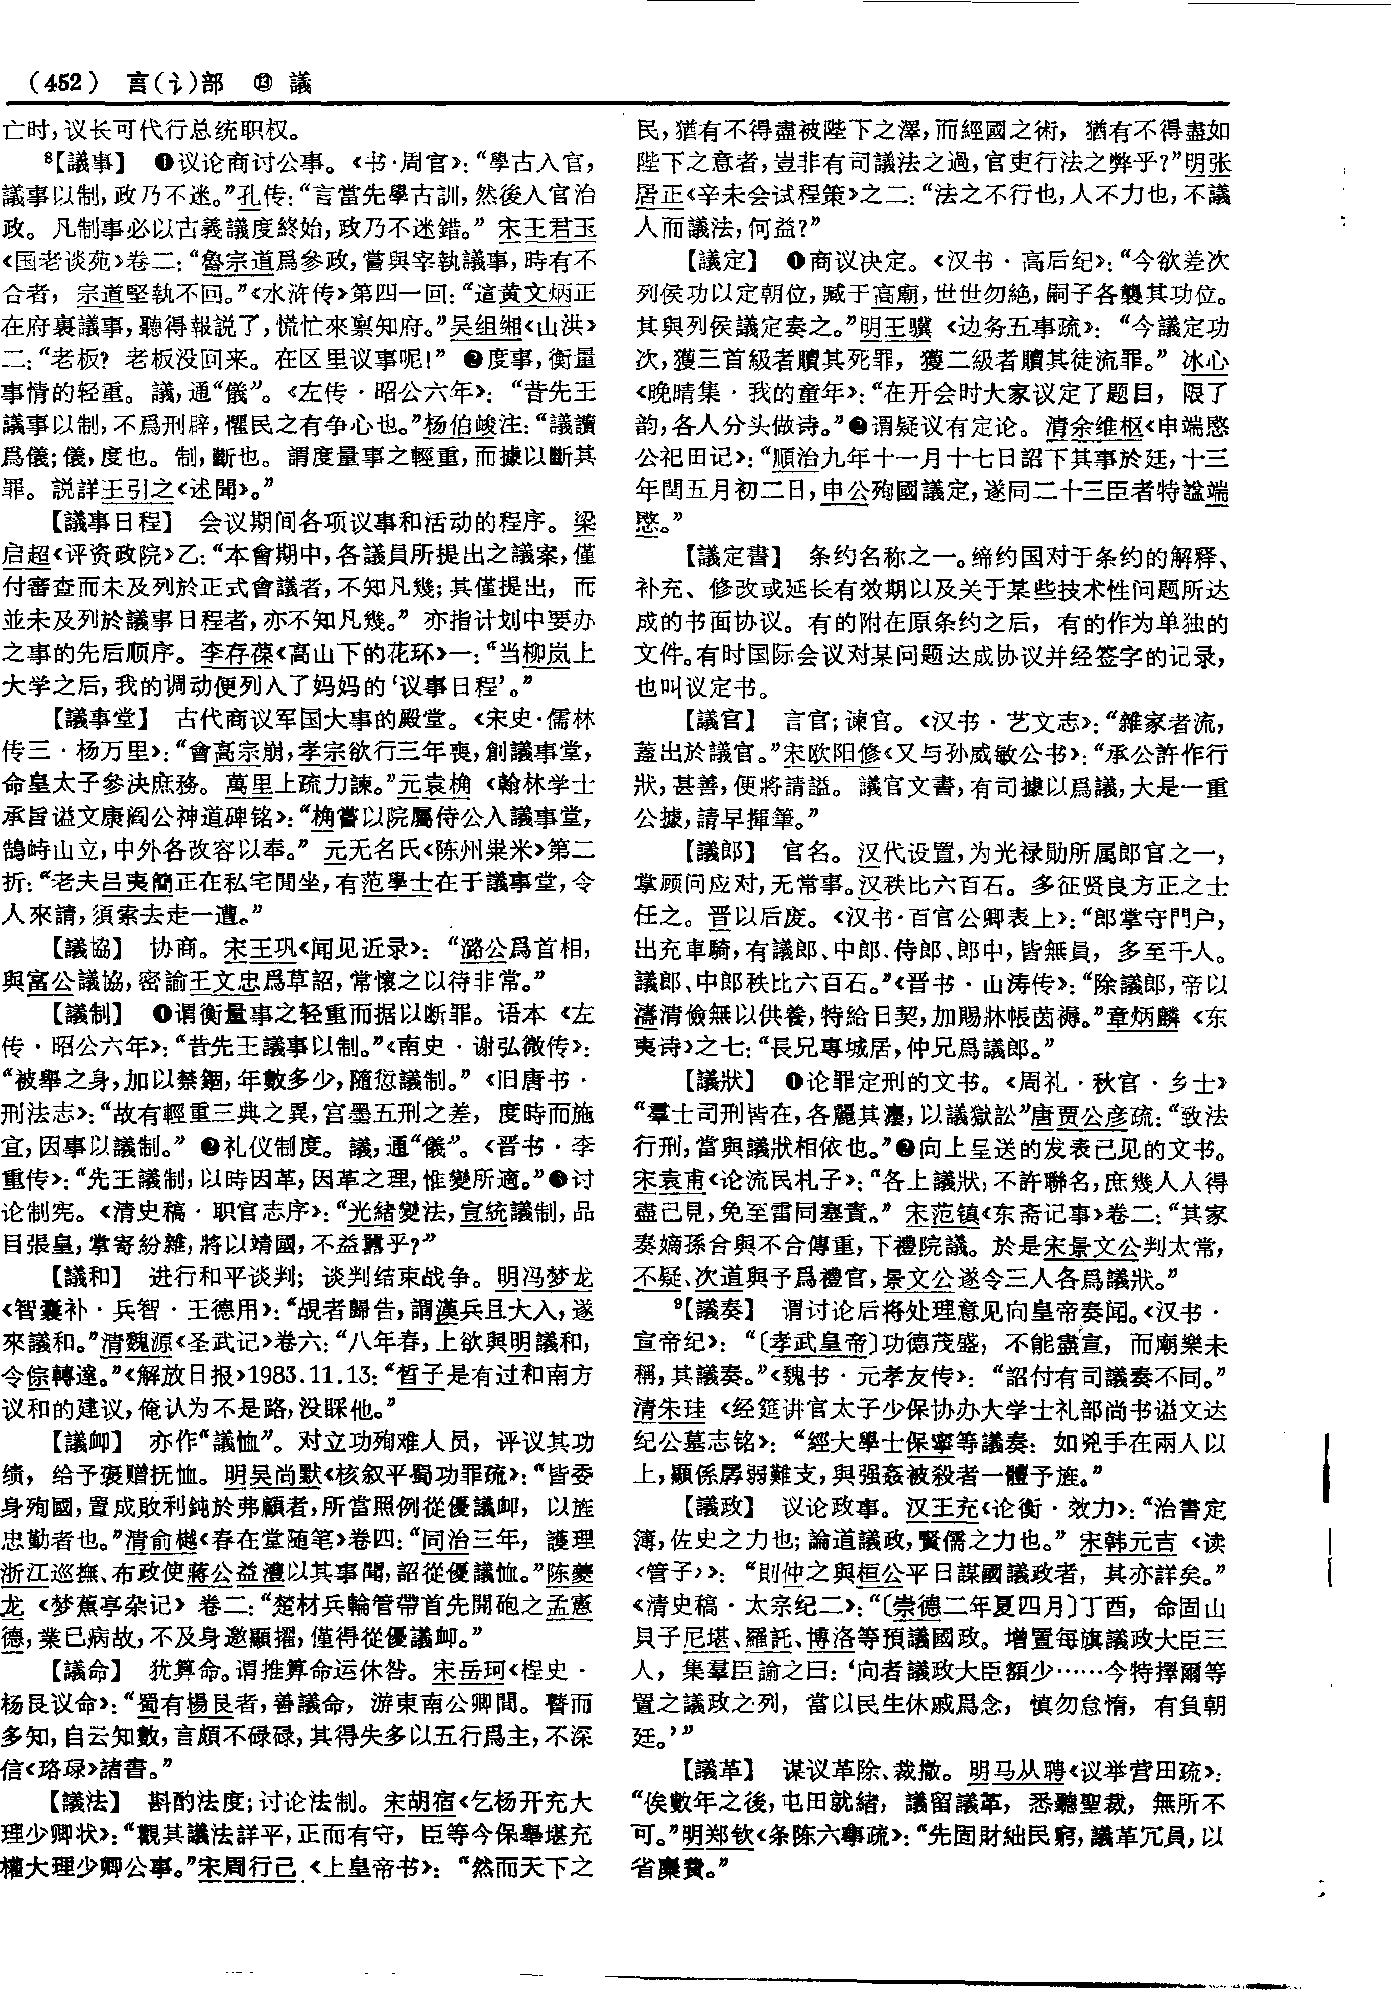 (452) 言(讠)部 ⑬ 議
亡时,议长可代行总统职权。
⁸【議事】 ❶议论商讨公事。《书·周官》:“學古入官,
議事以制,政乃不迷。”孔传:“言當先學古訓,然後入官治
政。凡制事必以古義議度終始,政乃不迷錯。” 宋王君玉
《国老谈苑》卷二:“魯宗道爲參政,嘗與宰執議事,時有不
合者, 宗道堅執不回。”《水浒传》第四一回:“這黄文炳正
在府裏議事,聽得報説了,慌忙來稟知府。”吴组缃《山洪》
二:“老板? 老板没回来。在区里议事呢!” ❷度事,衡量
事情的轻重。議,通“儀”。《左传·昭公六年》: “昔先王
議事以制,不爲刑辟,懼民之有争心也。”杨伯峻注:“議讀
爲儀;儀,度也。制,斷也。謂度量事之輕重,而據以斷其
罪。説詳王引之《述聞》。”
【議事日程】 会议期间各项议事和活动的程序。梁
启超《评资政院》乙:“本會期中,各議員所提出之議案,僅
付審查而未及列於正式會議者,不知凡幾;其僅提出, 而
並未及列於議事日程者,亦不知凡幾。” 亦指计划中要办
之事的先后顺序。李存葆《高山下的花环》一:“当柳岚上
大学之后,我的调动便列入了妈妈的‘议事日程’。”
【議事堂】 古代商议军国大事的殿堂。《宋史·儒林
传三·杨万里》:“會高宗崩,孝宗欲行三年喪,創議事堂,
命皇太子參決庶務。萬里上疏力諫。”元袁桷《翰林学士
承旨谥文康阎公神道碑铭》:“桷嘗以院屬侍公入議事堂,
鵠峙山立,中外各改容以奉。” 元无名氏《陈州粜米》第二
折:“老夫吕夷簡正在私宅閒坐,有范學士在于議事堂,令
人來請,須索去走一遭。”
【議協】 协商。宋王巩《闻见近录》: “潞公爲首相,
與富公議協,密諭王文忠爲草詔,常懷之以待非常。”
【議制】 ❶谓衡量事之轻重而据以断罪。语本《左
传·昭公六年》:“昔先王議事以制。”《南史·谢弘微传》:
“被舉之身,加以禁錮,年數多少,隨愆議制。”《旧唐书·
刑法志》:“故有輕重三典之異,宫墨五刑之差, 度時而施
宜,因事以議制。” ❷礼仪制度。議,通“儀”。《晋书·李
重传》:“先王議制,以時因革,因革之理,惟變所適。”❸讨
论制宪。《清史稿·职官志序》:“光緒變法,宣統議制,品
目張皇,掌寄紛雜,將以靖國,不益囂乎?”
【議和】 进行和平谈判; 谈判结束战争。明冯梦龙
《智囊补·兵智·王德用》:“覘者歸告,謂漢兵且大入,遂
來議和。”清魏源《圣武记》卷六:“八年春,上欲與明議和,
令倧轉達。”《解放日报》1983.11.13:“皙子是有过和南方
议和的建议,俺认为不是路,没睬他。”
【議卹】 亦作“議恤”。对立功殉难人员, 评议其功
绩, 给予褒赠抚恤。明吴尚默《核叙平蜀功罪疏》:“皆委
身殉國,置成敗利鈍於弗顧者,所當照例從優議卹, 以旌
忠勤者也。”清俞樾《春在堂随笔》卷四:“同治三年, 護理
浙江巡撫、布政使蔣公益澧以其事聞,詔從優議恤。”陈夔
龙《梦蕉亭杂记》卷二:“楚材兵輪管帶首先開砲之孟憲
德,業已病故,不及身邀顯擢,僅得從優議卹。”
【議命】 犹算命。谓推算命运休咎。宋岳珂《桯史·
杨艮议命》:“蜀有楊艮者,善議命, 游東南公卿間。瞽而
多知,自云知數,言頗不碌碌,其得失多以五行爲主,不深
信《珞琭》諸書。”
【議法】 斟酌法度;讨论法制。宋胡宿《乞杨开充大
理少卿状》:“觀其議法詳平,正而有守, 臣等今保舉堪充
權大理少卿公事。”宋周行己《上皇帝书》: “然而天下之
民,猶有不得盡被陛下之澤,而經國之術, 猶有不得盡如
陛下之意者,豈非有司議法之過,官吏行法之弊乎?”明张
居正《辛未会试程策》之二:“法之不行也,人不力也,不議
人而議法,何益?”
【議定】 ❶商议决定。《汉书·高后纪》:“今欲差次
列侯功以定朝位,臧于高廟,世世勿絶,嗣子各襲其功位。
其與列侯議定奏之。”明王骥《边务五事疏》: “今議定功
次,獲三首級者贖其死罪, 獲二級者贖其徒流罪。” 冰心
《晚晴集·我的童年》:“在开会时大家议定了题目, 限了
韵,各人分头做诗。”❷谓疑议有定论。清余维枢《申端愍
公祀田记》:“順治九年十一月十七日詔下其事於廷,十三
年閏五月初二日,申公殉國議定,遂同二十三臣者特諡端
愍。”
【議定書】 条约名称之一。缔约国对于条约的解释、
补充、修改或延长有效期以及关于某些技术性问题所达
成的书面协议。有的附在原条约之后, 有的作为单独的
文件。有时国际会议对某问题达成协议并经签字的记录,
也叫议定书。
【議官】 言官;谏官。《汉书·艺文志》:“雜家者流,
蓋出於議官。”宋欧阳修《又与孙威敏公书》:“承公許作行
狀,甚善,便將請謚。議官文書,有司據以爲議,大是一重
公據,請早揮筆。”
【議郎】 官名。汉代设置,为光禄勋所属郎官之一,
掌顾问应对,无常事。汉秩比六百石。多征贤良方正之士
任之。晋以后废。《汉书·百官公卿表上》:“郎掌守門户,
出充車騎,有議郎、中郎、侍郎、郎中,皆無員, 多至千人。
議郎、中郎秩比六百石。”《晋书·山涛传》:“除議郎,帝以
濤清儉無以供養,特給日契,加賜牀帳茵褥。”章炳麟《东
夷诗》之七:“長兄專城居,仲兄爲議郎。”
【議狀】 ❶论罪定刑的文书。《周礼·秋官·乡士》
“羣士司刑皆在,各麗其灋,以議獄訟”唐贾公彦疏:“致法
行刑,當與議狀相依也。”❷向上呈送的发表己见的文书。
宋袁甫《论流民札子》:“各上議狀,不許聯名,庶幾人人得
盡己見,免至雷同塞責。” 宋范镇《东斋记事》卷二:“其家
奏嫡孫合與不合傳重,下禮院議。於是宋景文公判太常,
不疑、次道與予爲禮官,景文公遂令三人各爲議狀。”
⁹【議奏】 谓讨论后将处理意见向皇帝奏闻。《汉书·
宣帝纪》: “〔孝武皇帝〕功德茂盛, 不能盡宣, 而廟樂未
稱,其議奏。”《魏书·元孝友传》: “詔付有司議奏不同。”
清朱珪《经筵讲官太子少保协办大学士礼部尚书谥文达
纪公墓志铭》: “經大學士保寧等議奏: 如兇手在兩人以
上,顯係孱弱難支,與强姦被殺者一體予旌。”
【議政】 议论政事。汉王充《论衡·效力》:“治書定
簿,佐史之力也;論道議政,賢儒之力也。” 宋韩元吉《读
〈管子〉》: “則仲之與桓公平日謀國議政者, 其亦詳矣。”
《清史稿·太宗纪二》:“〔崇德二年夏四月〕丁酉, 命固山
貝子尼堪、羅託、博洛等預議國政。增置每旗議政大臣三
人, 集羣臣諭之曰:‘向者議政大臣額少……今特擇爾等
置之議政之列, 當以民生休戚爲念, 慎勿怠惰, 有負朝
廷。’”
【議革】 谋议革除、裁撤。明马从聘《议举营田疏》:
“俟數年之後,屯田就緒, 議留議革, 悉聽聖裁, 無所不
可。”明郑钦《条陈六事疏》:“先固財絀民窮,議革冗員,以
省糜費。”